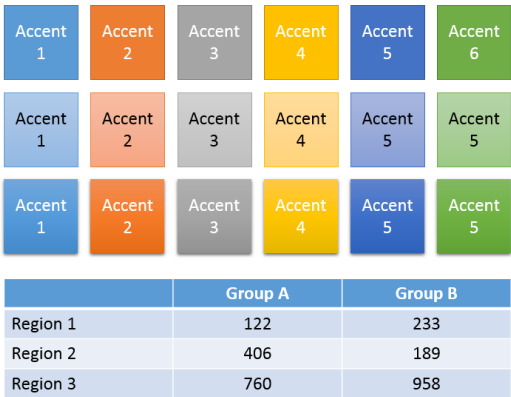 Accent 1 Accent 2 Accent 3 Accent 4 Accent 5 Accent 6
Accent 1 Accent 2 Accent 3 Accent 4 Accent 5 Accent 5
Accent 1 Accent 2 Accent 3 Accent 4 Accent 5 Accent 5
Group A Group B
Region 1 122 233
Region 2 406 189
Region 3 760 958